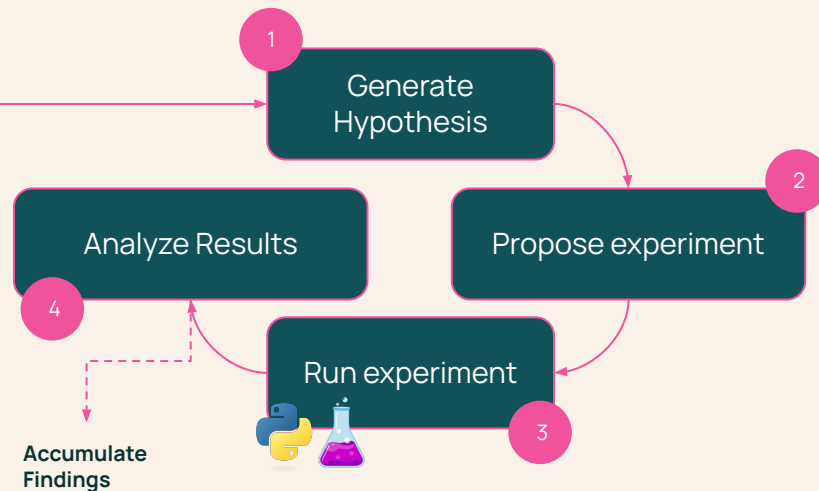 1
Generate
Hypothesis
2
Propose experiment
Analyze Results
4
Run experiment
3
Accumulate
Findings